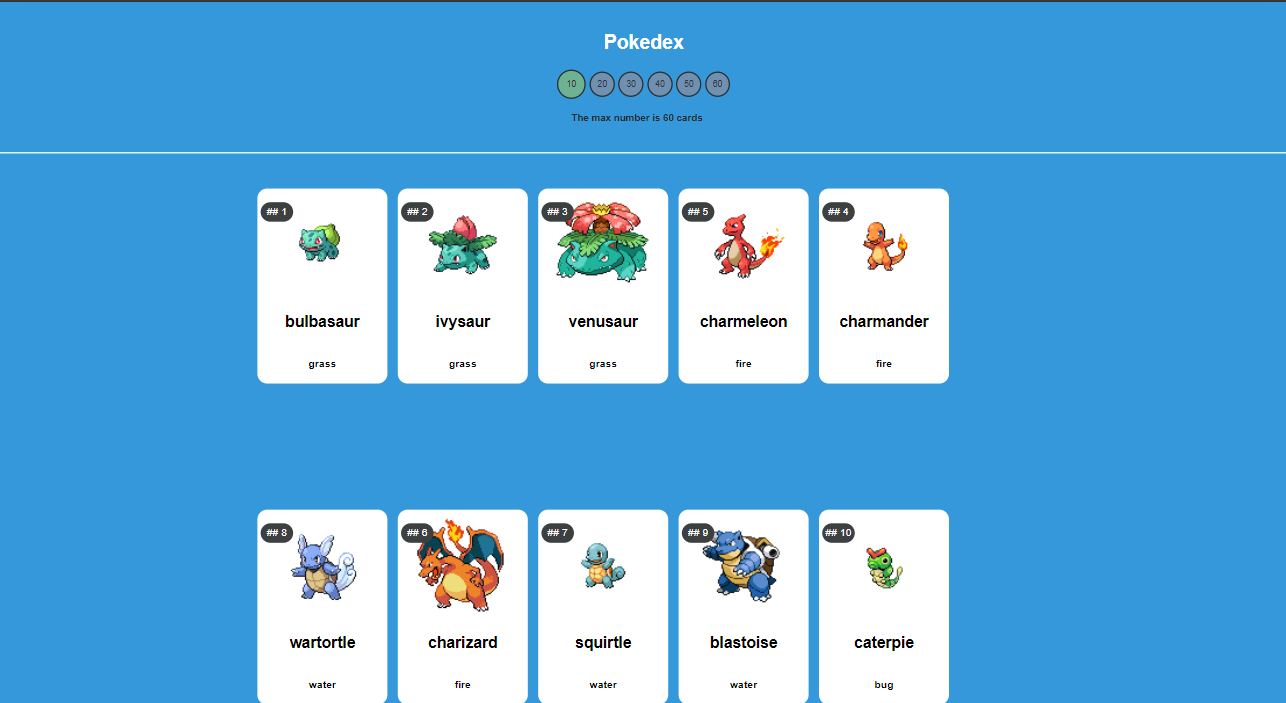 Pokedex
10 20 30 40 50 60
The max number is 60 cards
## 1 ## 2 ## 3 ## 5 ## 4
bulbasaur ivysaur venusaur charmeleon charmander
grass grass grass fire fire
## 8 ## 6 ## 7 ## 9 ## 10
wartortle charizard squirtle blastoise caterpie
water fire water water bug